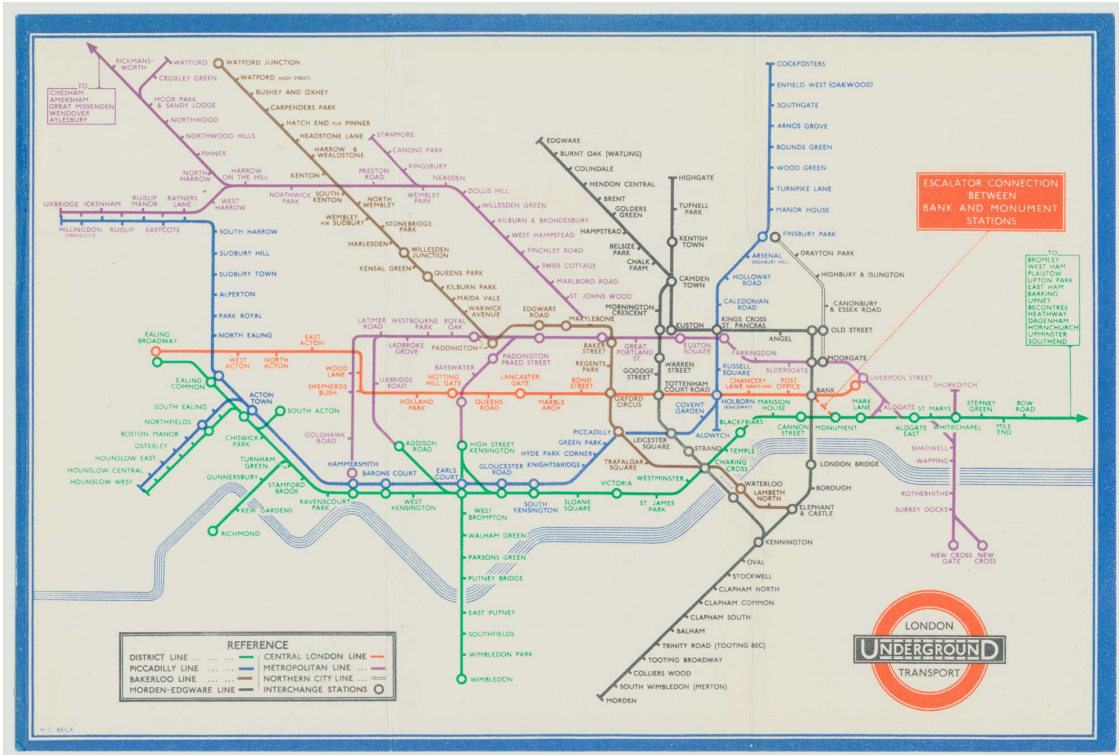 RICKMANS-
WORTH
WATFORD
CROXLEY GREEN
TO
CHESHAM
AMERSHAM
GREAT MISSENDEN
WENDOVER
AYLESBURY
MOOR PARK
& SANDY LODGE
NORTHWOOD
NORTHWOOD HILLS
PINNER
NORTH
HARROW
HARROW
ON THE HILL
WEST
HARROW
RAYNERS
LANE
RUISLIP
MANOR
ICKENHAM
UXBRIDGE
HILLINGDON
(SWAKELEYS)
RUISLIP
EASTCOTE
NORTHWICK
PARK
PRESTON
ROAD
WEMBLEY
PARK
STANMORE
CANONS PARK
KINGSBURY
NEASDEN
DOLLIS HILL
WILLESDEN GREEN
KILBURN & BRONDESBURY
WEST HAMPSTEAD
FINCHLEY ROAD
SWISS COTTAGE
MARLBORO ROAD
ST. JOHNS WOOD
WATFORD JUNCTION
WATFORD (HIGH STREET)
BUSHEY AND OXHEY
CARPENDERS PARK
HATCH END FOR PINNER
HEADSTONE LANE
HARROW &
WEALDSTONE
KENTON
SOUTH
KENTON
NORTH
WEMBLEY
WEMBLEY
FOR SUDBURY
STONEBRIDGE
PARK
HARLESDEN
WILLESDEN
JUNCTION
KENSAL GREEN
QUEENS PARK
KILBURN PARK
MAIDA VALE
WARWICK
AVENUE
PADDINGTON
EDGWARE
ROAD
MARYLEBONE
BAKER
STREET
REGENTS
PARK
OXFORD
CIRCUS
EDGWARE
BURNT OAK (WATLING)
COLINDALE
HENDON CENTRAL
BRENT
GOLDERS
GREEN
HAMPSTEAD
BELSIZE
PARK
CHALK
FARM
HIGHGATE
TUFNELL
PARK
KENTISH
TOWN
CAMDEN
TOWN
MORNINGTON
CRESCENT
EUSTON
COCKFOSTERS
ENFIELD WEST (OAKWOOD)
SOUTHGATE
ARNOS GROVE
BOUNDS GREEN
WOOD GREEN
TURNPIKE LANE
MANOR HOUSE
FINSBURY PARK
ARSENAL
(HIGHBURY HILL)
HOLLOWAY
ROAD
CALEDONIAN
ROAD
KINGS CROSS
ST. PANCRAS
DRAYTON PARK
HIGHBURY & ISLINGTON
CANONBURY
& ESSEX ROAD
OLD STREET
ANGEL
MOORGATE
ESCALATOR CONNECTION
BETWEEN
BANK AND MONUMENT
STATIONS
TO
BROMLEY
WEST HAM
PLAISTOW
UPTON PARK
EAST HAM
BARKING
UPNEY
BECONTREE
HEATHWAY
DAGENHAM
HORNCHURCH
UPMINSTER
SOUTHEND
SOUTH HARROW
SUDBURY HILL
SUDBURY TOWN
ALPERTON
PARK ROYAL
NORTH EALING
EALING
BROADWAY
EALING
COMMON
WEST
ACTON
NORTH
ACTON
EAST
ACTON
WOOD
LANE
SHEPHERDS
BUSH
HOLLAND
PARK
NOTTING
HILL GATE
QUEENS
ROAD
LANCASTER
GATE
MARBLE
ARCH
BOND
STREET
LATIMER
ROAD
LADBROKE
GROVE
WESTBOURNE
PARK
ROYAL
OAK
UXBRIDGE
ROAD
GOLDHAWK
ROAD
HAMMERSMITH
BAYSWATER
PADDINGTON
PRAED STREET
GREAT
PORTLAND
ST.
EUSTON
SQUARE
FARRINGDON
ALDERSGATE
LIVERPOOL STREET
SHOREDITCH
WARREN
STREET
GOODGE
STREET
TOTTENHAM
COURT ROAD
RUSSELL
SQUARE
HOLBORN
(KINGSWAY)
CHANCERY
LANE (GRAYS INN)
POST
OFFICE
BANK
COVENT
GARDEN
ALDWYCH
LEICESTER
SQUARE
STRAND
CHARING
CROSS
TEMPLE
BLACKFRIARS
MANSION
HOUSE
CANNON
STREET
MONUMENT
MARK
LANE
ALDGATE
ALDGATE
EAST
ST. MARYS
WHITECHAPEL
STEPNEY
GREEN
MILE
END
BOW
ROAD
SHADWELL
WAPPING
ROTHERHITHE
SURREY DOCKS
NEW CROSS
GATE
NEW
CROSS
SOUTH EALING
NORTHFIELDS
BOSTON MANOR
OSTERLEY
HOUNSLOW EAST
HOUNSLOW CENTRAL
HOUNSLOW WEST
ACTON
TOWN
SOUTH ACTON
CHISWICK
PARK
TURNHAM
GREEN
GUNNERSBURY
KEW GARDENS
RICHMOND
STAMFORD
BROOK
RAVENSCOURT
PARK
BARONS COURT
WEST
KENSINGTON
ADDISON
ROAD
EARLS
COURT
HIGH STREET
KENSINGTON
GLOUCESTER
ROAD
SOUTH
KENSINGTON
KNIGHTSBRIDGE
HYDE PARK CORNER
GREEN PARK
PICCADILLY
TRAFALGAR
SQUARE
SLOANE
SQUARE
VICTORIA
ST. JAMES
PARK
WESTMINSTER
WATERLOO
LAMBETH
NORTH
ELEPHANT
& CASTLE
BOROUGH
LONDON BRIDGE
KENNINGTON
OVAL
STOCKWELL
CLAPHAM NORTH
CLAPHAM COMMON
CLAPHAM SOUTH
BALHAM
TRINITY ROAD (TOOTING BEC)
TOOTING BROADWAY
COLLIERS WOOD
SOUTH WIMBLEDON (MERTON)
MORDEN
WEST
BROMPTON
WALHAM GREEN
PARSONS GREEN
PUTNEY BRIDGE
EAST PUTNEY
SOUTHFIELDS
WIMBLEDON PARK
WIMBLEDON
REFERENCE
DISTRICT LINE ... ... ...
PICCADILLY LINE ... ... ...
BAKERLOO LINE ... ... ...
MORDEN-EDGWARE LINE
CENTRAL LONDON LINE
METROPOLITAN LINE ...
NORTHERN CITY LINE ...
INTERCHANGE STATIONS
LONDON
UNDERGROUND
TRANSPORT
H.C. BECK